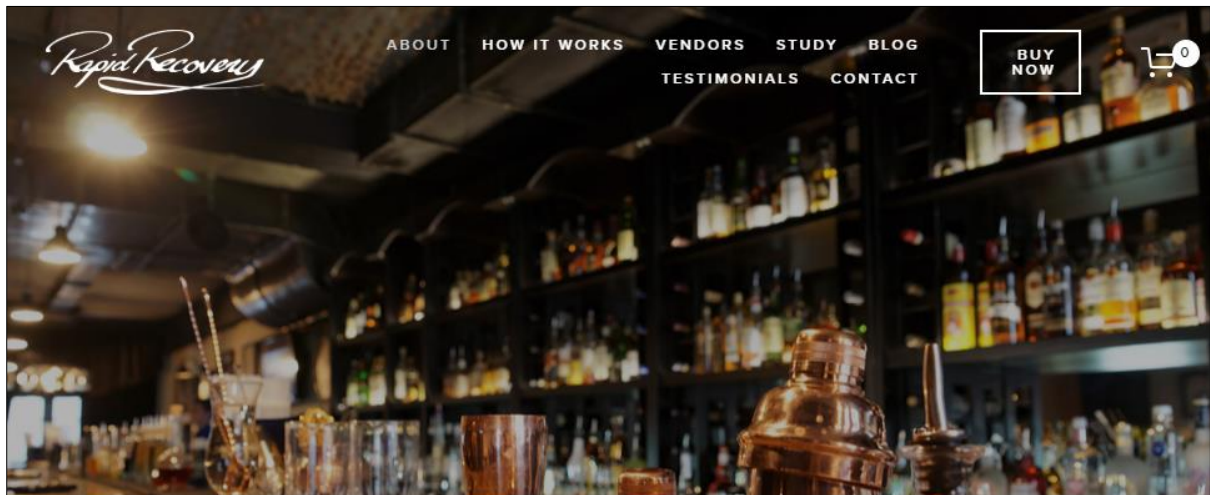 Rapid Recovery
ABOUT HOW IT WORKS VENDORS STUDY BLOG
TESTIMONIALS CONTACT
BUY
NOW
0